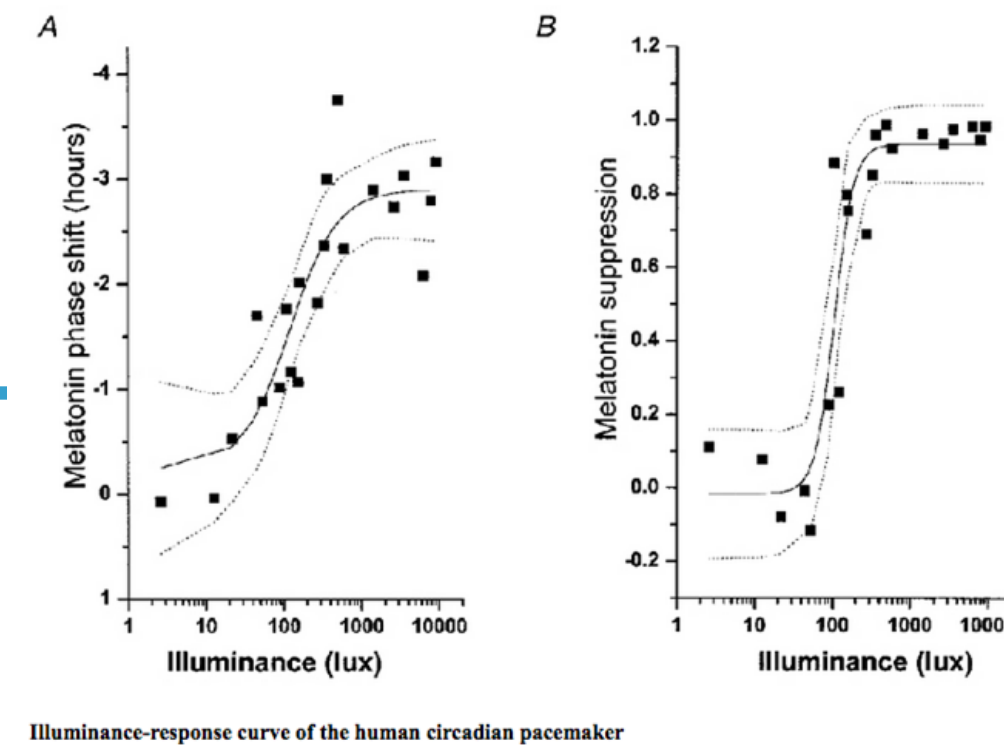 A
B
Melatonin phase shift (hours)
-4
-3
-2
-1
0
1
1 10 100 1000 10000
Illuminance (lux)
Melatonin suppression
1.2
1.0
0.8
0.6
0.4
0.2
0.0
-0.2
1 10 100 1000 1000
Illuminance (lux)
Illuminance-response curve of the human circadian pacemaker